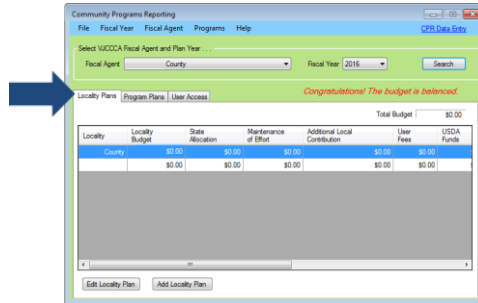 Community Programs Reporting
File Fiscal Year Fiscal Agent Programs Help CPR Data Entry
Select VJCCCA Fiscal Agent and Plan Year . . .
Fiscal Agent County Fiscal Year 2016 Search
Locality Plans Program Plans User Access Congratulations! The budget is balanced.
Total Budget $0.00
Locality Locality Budget State Allocation Maintenance of Effort Additional Local Contribution User Fees USDA Funds
County $0.00 $0.00 $0.00 $0.00 $0.00 $0.00
$0.00 $0.00 $0.00 $0.00 $0.00 $0.00
Edit Locality Plan Add Locality Plan